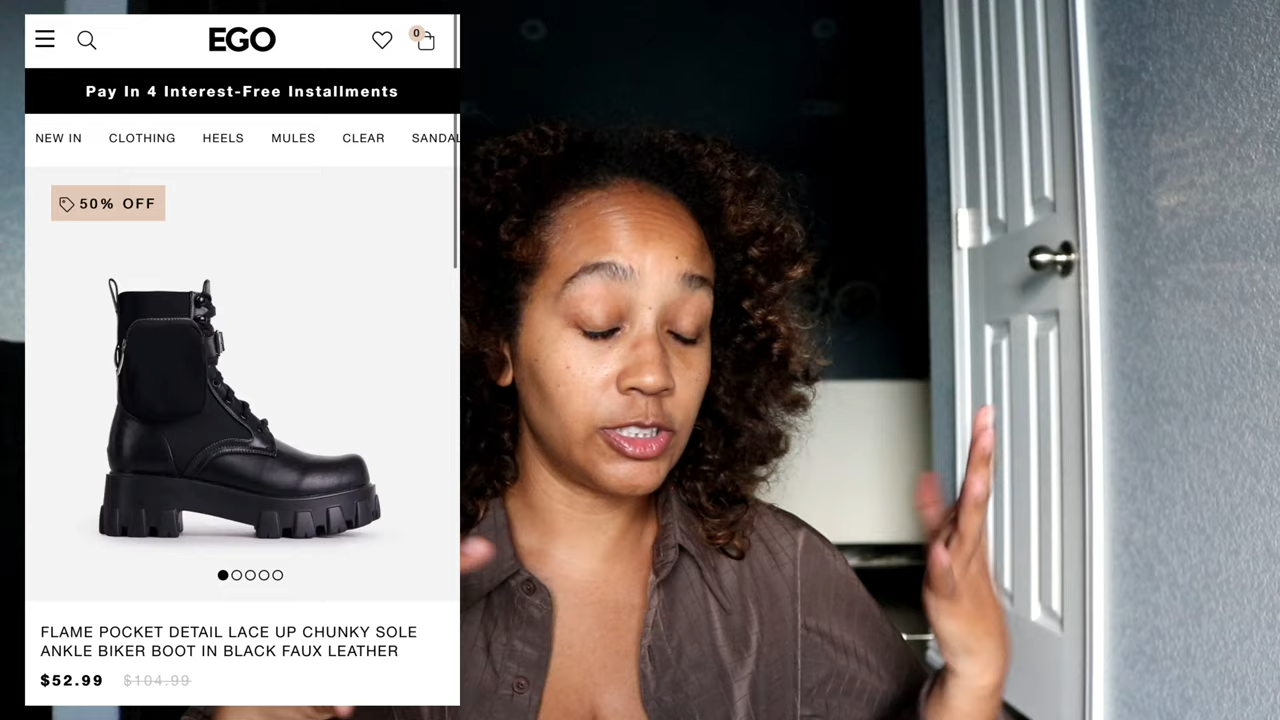 EGO
0
Pay In 4 Interest-Free Installments
NEW IN CLOTHING HEELS MULES CLEAR SANDAL
50% OFF
FLAME POCKET DETAIL LACE UP CHUNKY SOLE
ANKLE BIKER BOOT IN BLACK FAUX LEATHER
$52.99 $104.99